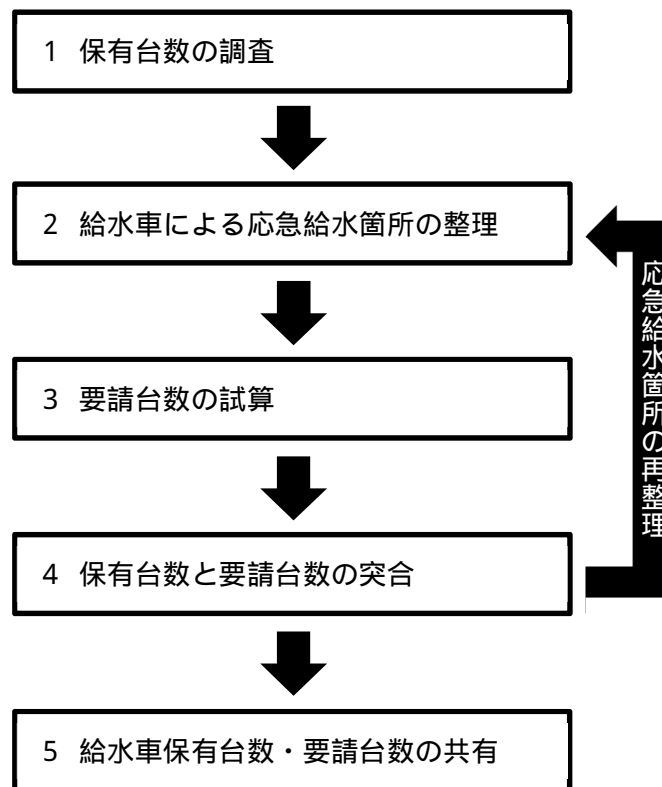 1 保有台数の調査
2 給水車による応急給水箇所の整理
応急給水箇所の再整理
3 要請台数の試算
4 保有台数と要請台数の突合
5 給水車保有台数・要請台数の共有